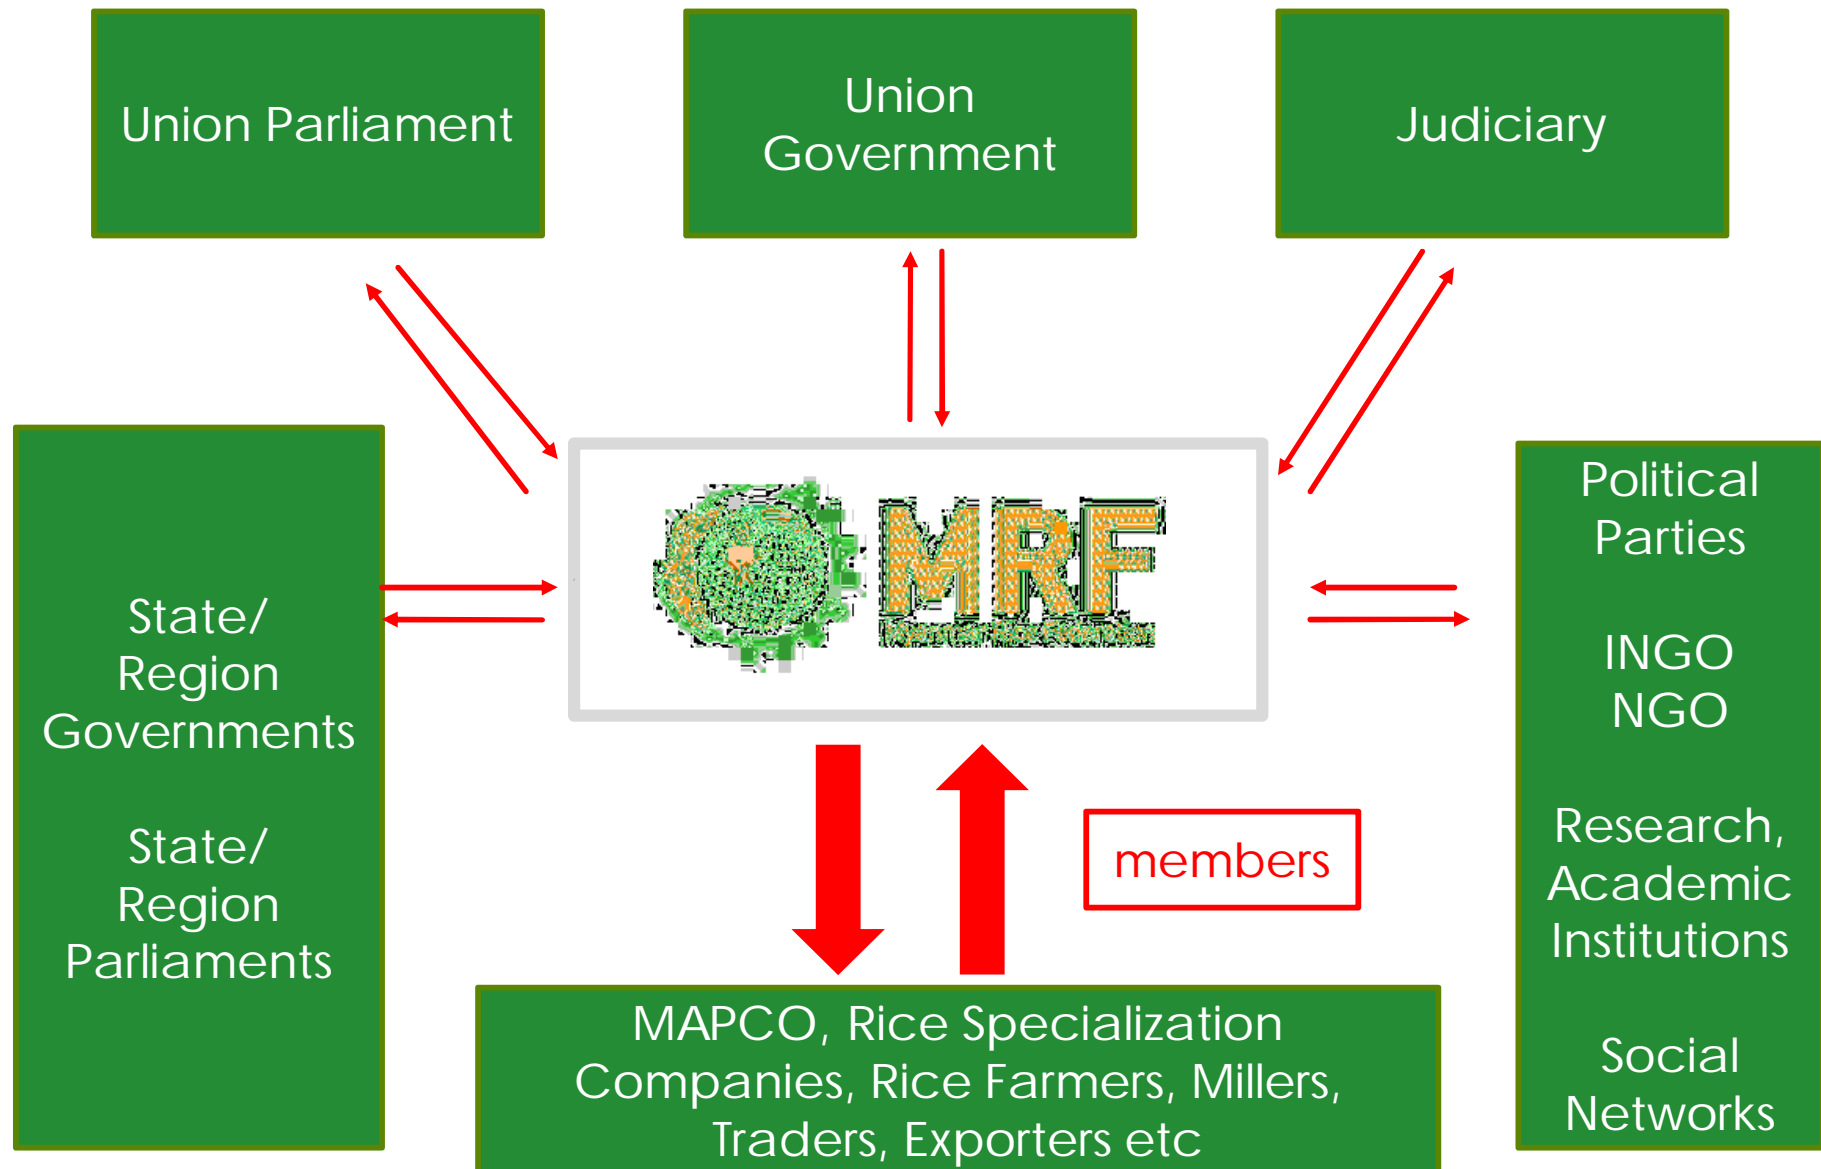 Union Parliament
Union
Government
Judiciary
State/
Region
Governments
State/
Region
Parliaments
MRF
Political
Parties
INGO
NGO
Research,
Academic
Institutions
Social
Networks
members
MAPCO, Rice Specialization
Companies, Rice Farmers, Millers,
Traders, Exporters etc